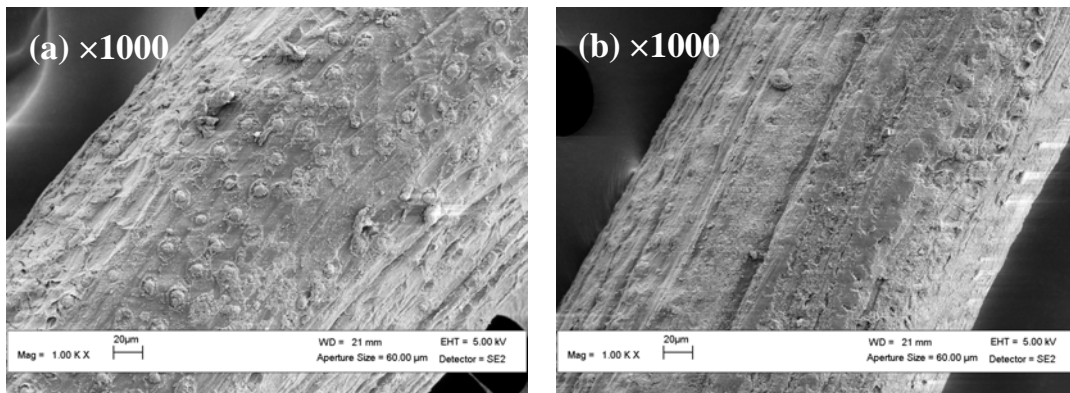 (a) ×1000
20µm
Mag = 1.00 K X
WD = 21 mm
EHT = 5.00 kV
Aperture Size = 60.00 µm
Detector = SE2
(b) ×1000
20µm
Mag = 1.00 K X
WD = 21 mm
EHT = 5.00 kV
Aperture Size = 60.00 µm
Detector = SE2